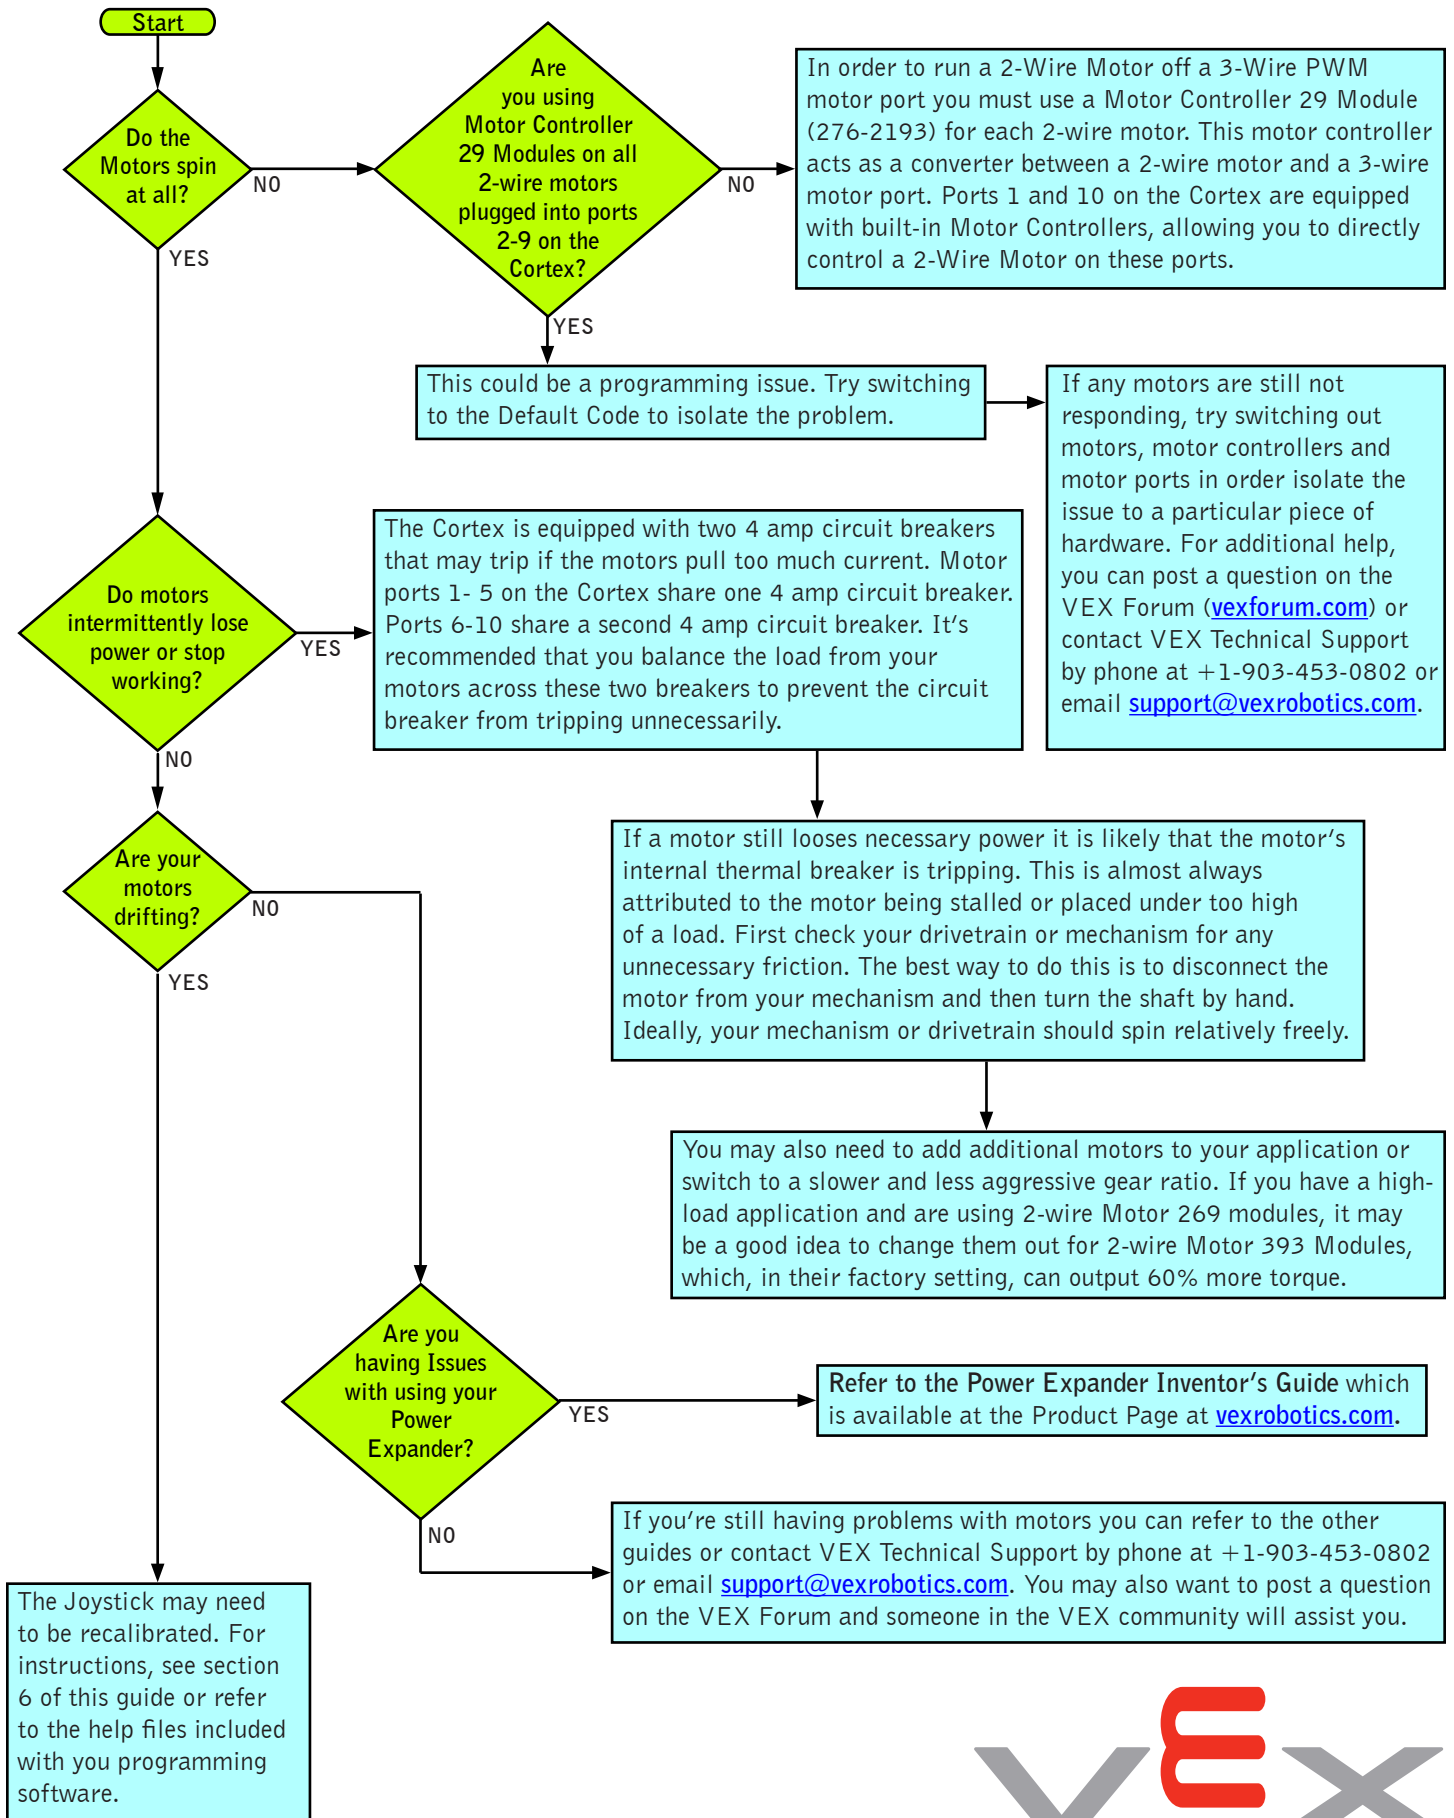 Start
Do the
Motors spin
at all?
NO
YES
Are
you using
Motor Controller
29 Modules on all
2-wire motors
plugged into ports
2-9 on the
Cortex?
NO
YES
In order to run a 2-Wire Motor off a 3-Wire PWM
motor port you must use a Motor Controller 29 Module
(276-2193) for each 2-wire motor. This motor controller
acts as a converter between a 2-wire motor and a 3-wire
motor port. Ports 1 and 10 on the Cortex are equipped
with built-in Motor Controllers, allowing you to directly
control a 2-Wire Motor on these ports.
This could be a programming issue. Try switching
to the Default Code to isolate the problem.
If any motors are still not
responding, try switching out
motors, motor controllers and
motor ports in order isolate the
issue to a particular piece of
hardware. For additional help,
you can post a question on the
VEX Forum (vexforum.com) or
contact VEX Technical Support
by phone at +1-903-453-0802 or
email support@vexrobotics.com.
Do motors
intermittently lose
power or stop
working?
YES
NO
The Cortex is equipped with two 4 amp circuit breakers
that may trip if the motors pull too much current. Motor
ports 1- 5 on the Cortex share one 4 amp circuit breaker.
Ports 6-10 share a second 4 amp circuit breaker. It's
recommended that you balance the load from your
motors across these two breakers to prevent the circuit
breaker from tripping unnecessarily.
If a motor still looses necessary power it is likely that the motor's
internal thermal breaker is tripping. This is almost always
attributed to the motor being stalled or placed under too high
of a load. First check your drivetrain or mechanism for any
unnecessary friction. The best way to do this is to disconnect the
motor from your mechanism and then turn the shaft by hand.
Ideally, your mechanism or drivetrain should spin relatively freely.
You may also need to add additional motors to your application or
switch to a slower and less aggressive gear ratio. If you have a high-
load application and are using 2-wire Motor 269 modules, it may
be a good idea to change them out for 2-wire Motor 393 Modules,
which, in their factory setting, can output 60% more torque.
Are your
motors
drifting?
NO
YES
Are you
having Issues
with using your
Power
Expander?
YES
NO
Refer to the Power Expander Inventor's Guide which
is available at the Product Page at vexrobotics.com.
If you're still having problems with motors you can refer to the other
guides or contact VEX Technical Support by phone at +1-903-453-0802
or email support@vexrobotics.com. You may also want to post a question
on the VEX Forum and someone in the VEX community will assist you.
The Joystick may need
to be recalibrated. For
instructions, see section
6 of this guide or refer
to the help files included
with you programming
software.
VEX